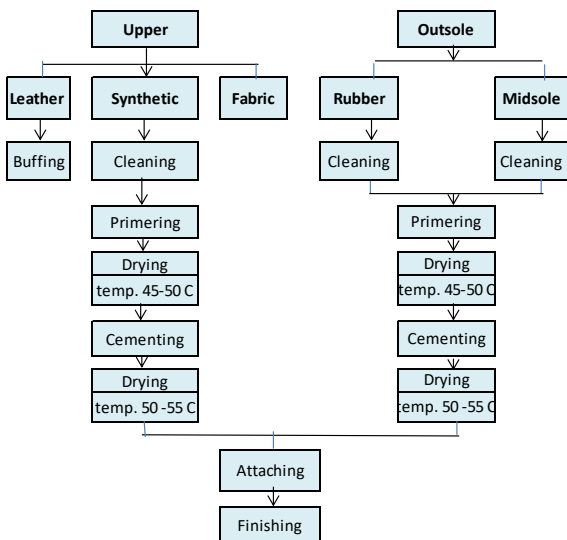 Upper
Outsole
Leather
Synthetic
Fabric
Rubber
Midsole
Buffing
Cleaning
Cleaning
Cleaning
Primering
Primering
Drying
temp. 45-50 C
Drying
temp. 45-50 C
Cementing
Cementing
Drying
temp. 50 -55 C
Drying
temp. 50 -55 C
Attaching
Finishing